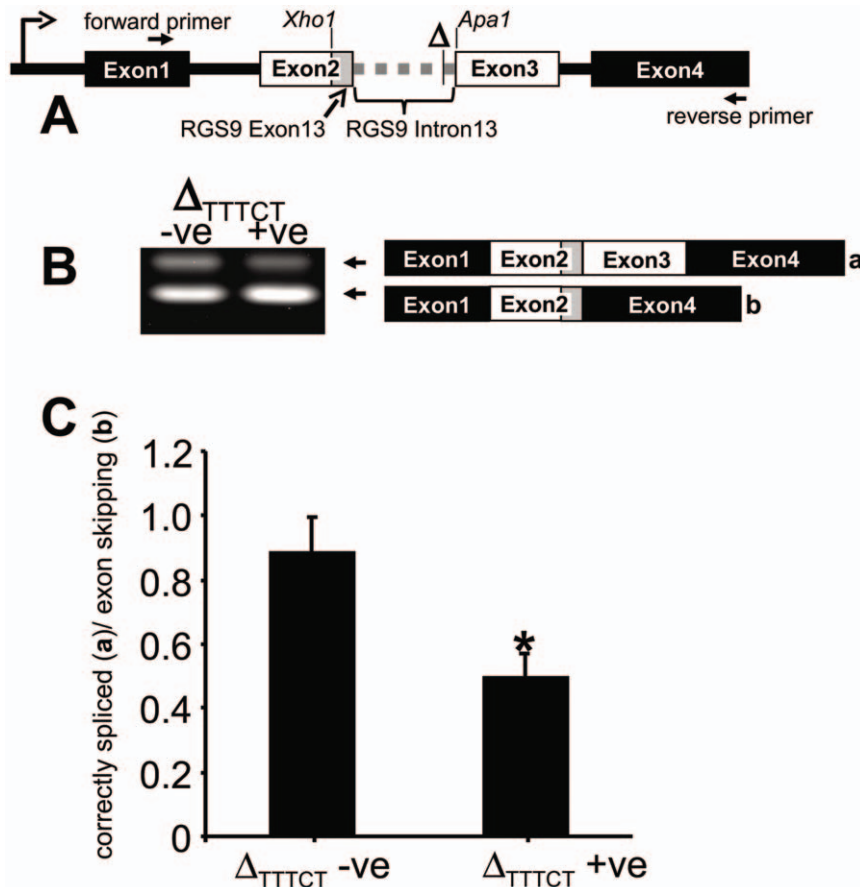 forward primer
Xho1
Δ
Apa1
Exon1
Exon2
Exon3
Exon4
A
RGS9 Exon13
RGS9 Intron13
reverse primer
B
ΔTTTCT
-ve +ve
Exon1 Exon2 Exon3 Exon4 a
Exon1 Exon2 Exon4 b
C
correctly spliced (a)/ exon skipping (b)
1.2
1.0
0.8
0.6
0.4
0.2
0
*
ΔTTTCT -ve
ΔTTTCT +ve